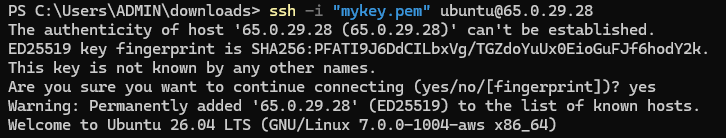 PS C:\Users\ADMIN\downloads> ssh -i "mykey.pem" ubuntu@65.0.29.28
The authenticity of host '65.0.29.28 (65.0.29.28)' can't be established.
ED25519 key fingerprint is SHA256:PFATI9J6DdCILbxVg/TGZdoYuUx0EioGuFJf6hodY2k.
This key is not known by any other names.
Are you sure you want to continue connecting (yes/no/[fingerprint])? yes
Warning: Permanently added '65.0.29.28' (ED25519) to the list of known hosts.
Welcome to Ubuntu 26.04 LTS (GNU/Linux 7.0.0-1004-aws x86_64)